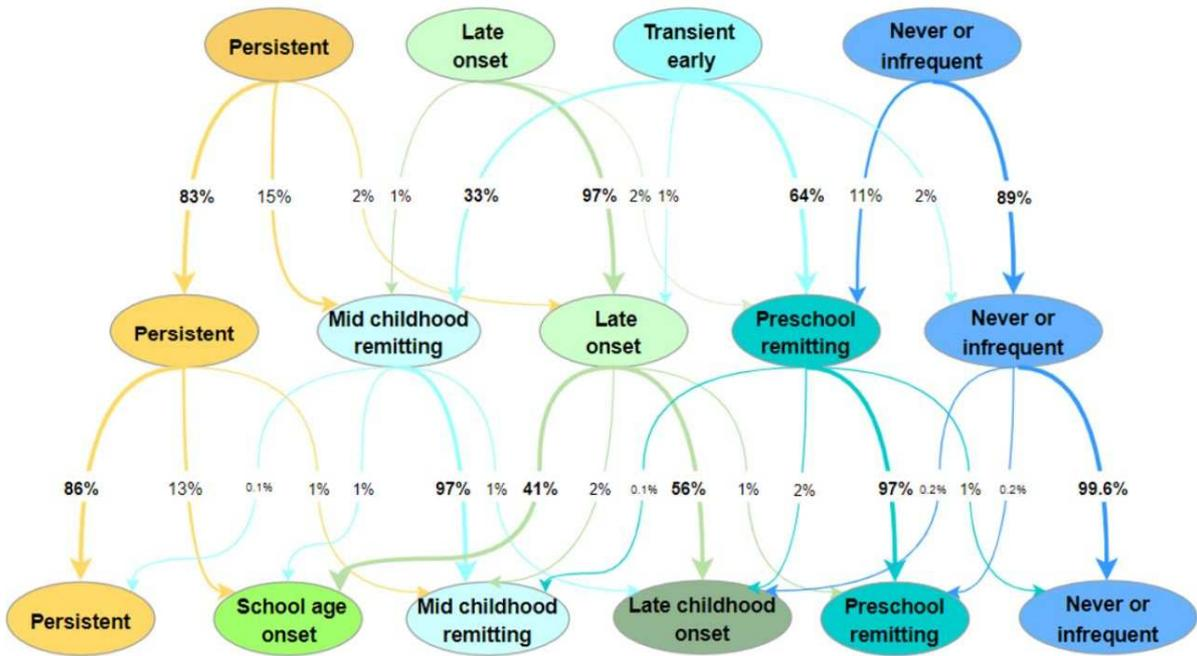 Persistent
Late
onset
Transient
early
Never or
infrequent
83%
15%
2%
1%
33%
97%
2%
1%
64%
11%
2%
89%
Persistent
Mid childhood
remitting
Late
onset
Preschool
remitting
Never or
infrequent
86%
13%
0.1%
1%
1%
97%
1%
41%
2%
0.1%
56%
1%
2%
97%
0.2%
1%
0.2%
99.6%
Persistent
School age
onset
Mid childhood
remitting
Late childhood
onset
Preschool
remitting
Never or
infrequent